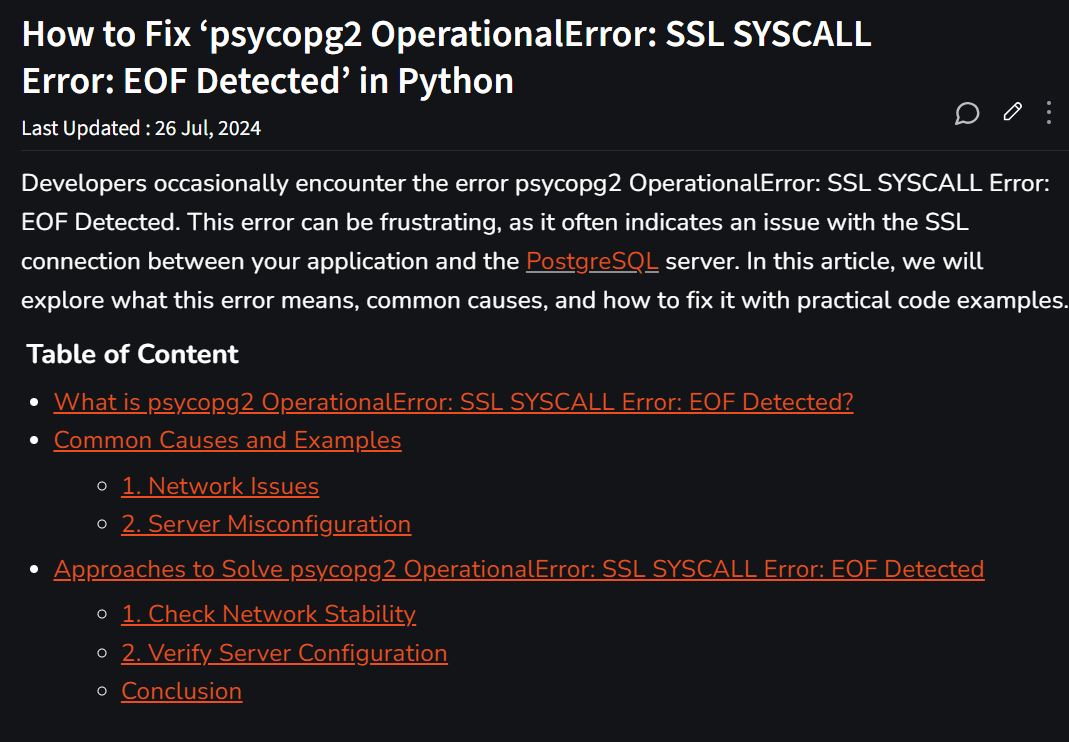 How to Fix ‘psycopg2 OperationalError: SSL SYSCALL
Error: EOF Detected’ in Python
Last Updated : 26 Jul, 2024
Developers occasionally encounter the error psycopg2 OperationalError: SSL SYSCALL Error:
EOF Detected. This error can be frustrating, as it often indicates an issue with the SSL
connection between your application and the PostgreSQL server. In this article, we will
explore what this error means, common causes, and how to fix it with practical code examples.
Table of Content
What is psycopg2 OperationalError: SSL SYSCALL Error: EOF Detected?
Common Causes and Examples
1. Network Issues
2. Server Misconfiguration
Approaches to Solve psycopg2 OperationalError: SSL SYSCALL Error: EOF Detected
1. Check Network Stability
2. Verify Server Configuration
Conclusion